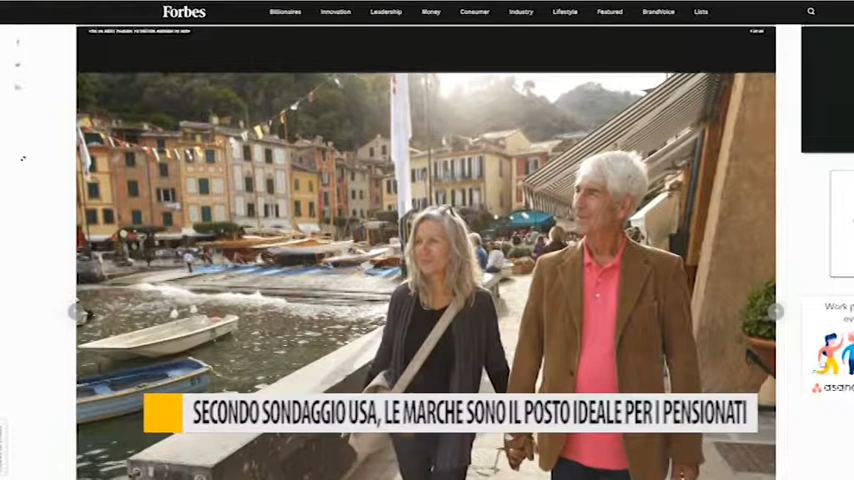 Forbes
Billionaires
Innovation
Leadership
Money
Consumer
Industry
Lifestyle
Featured
BrandVoice
Lists
Work
asana
SECONDO SONDAGGIO USA, LE MARCHE SONO IL POSTO IDEALE PER I PENSIONATI